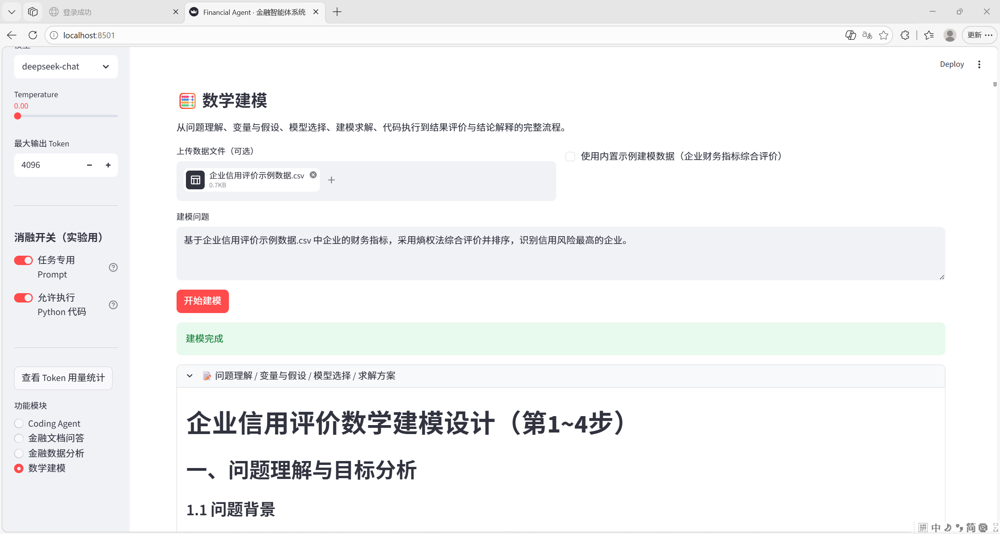 登录成功
Financial Agent · 金融智能体系统
localhost:8501
更新
deepseek-chat
Temperature
0.00
最大输出 Token
4096
消融开关（实验用）
任务专用
Prompt
允许执行
Python 代码
查看 Token 用量统计
功能模块
Coding Agent
金融文档问答
金融数据分析
数学建模
Deploy
数学建模
从问题理解、变量与假设、模型选择、建模求解、代码执行到结果评价与结论解释的完整流程。
上传数据文件（可选）
企业信用评价示例数据.csv
0.7KB
使用内置示例建模数据（企业财务指标综合评价）
建模问题
基于企业信用评价示例数据.csv 中企业的财务指标，采用熵权法综合评价并排序，识别信用风险最高的企业。
开始建模
建模完成
问题理解 / 变量与假设 / 模型选择 / 求解方案
企业信用评价数学建模设计（第1~4步）
一、问题理解与目标分析
1.1 问题背景
拼 中 简